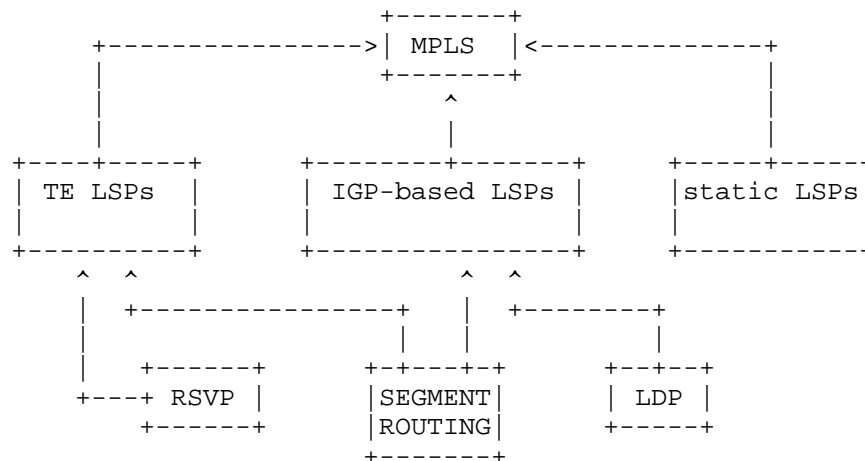 MPLS
TE LSPs IGP-based LSPs static LSPs
RSVP SEGMENT LDP
ROUTING